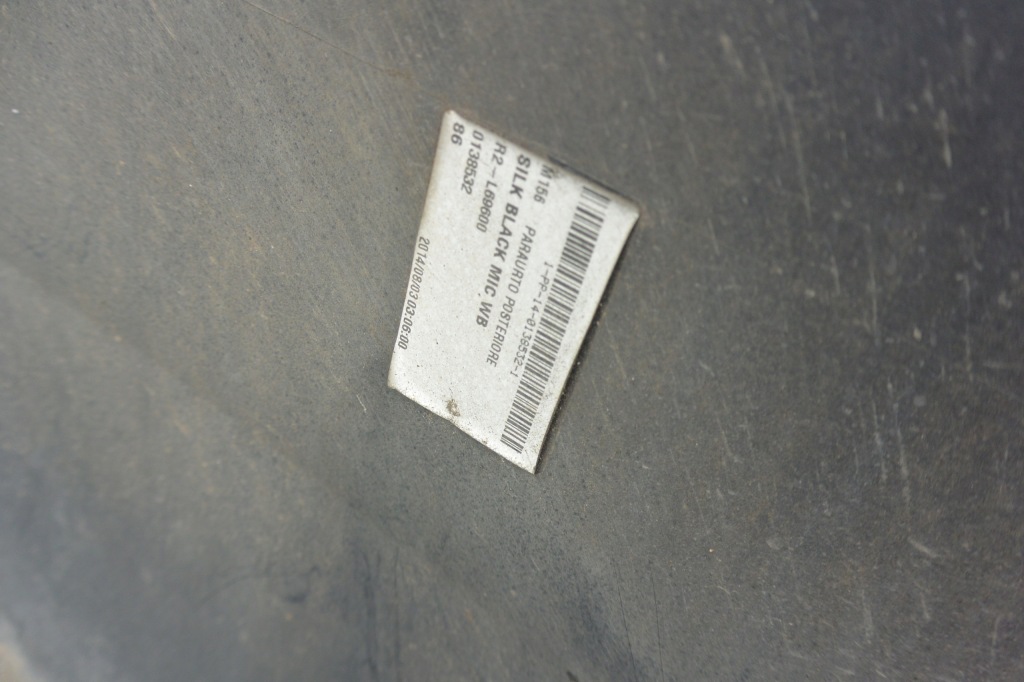 1-PP-14-0138532-1
M156 PARAURTO POSTERIORE
SILK BLACK MIC.WB
R2-L69600
0138532
86
2014/08/03 03:06:00